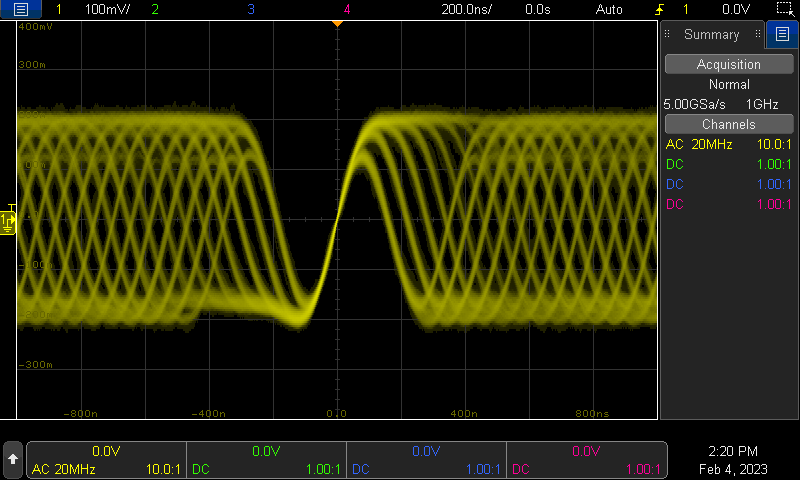 1 100mV/ 2 3 4 200.0ns/ 0.0s Auto 1 0.0V
400mV
300m
-300m
-800n -400n 0.0 400n 800ns
1
T
Summary
Acquisition
Normal
5.00GSa/s 1GHz
Channels
AC 20MHz 10.0:1
DC 1.00:1
DC 1.00:1
DC 1.00:1
0.0V 0.0V 0.0V 0.0V
AC 20MHz 10.0:1 DC 1.00:1 DC 1.00:1 DC 1.00:1
2:20 PM
Feb 4, 2023